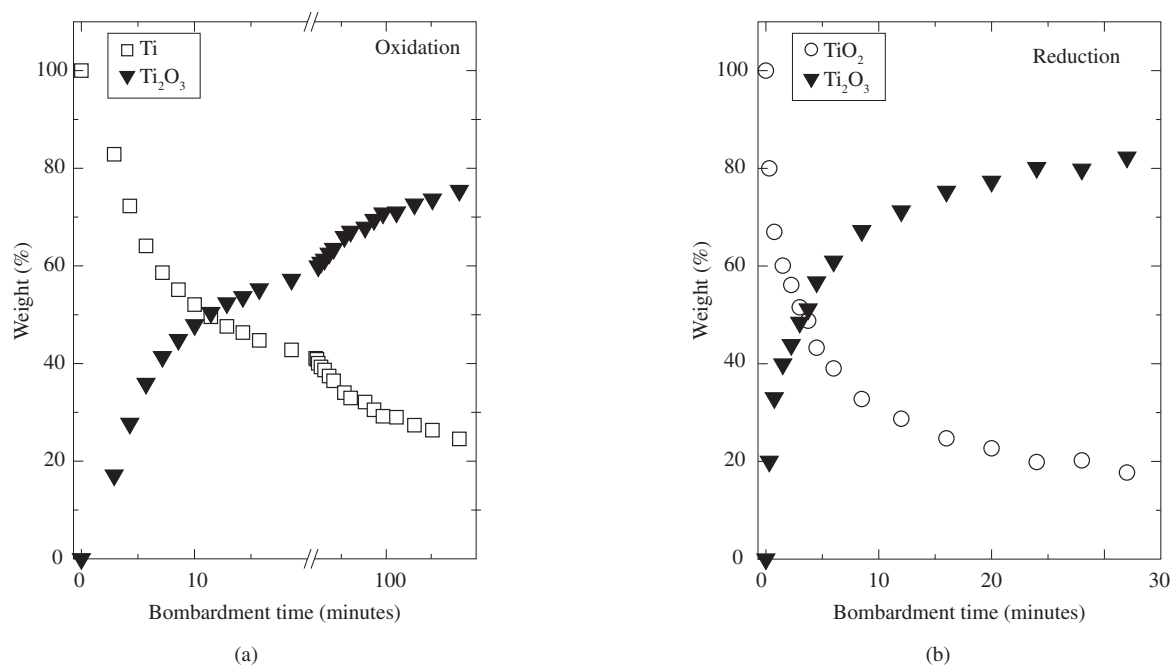 Ti
Ti₂O₃
Oxidation
100
80
60
40
20
0
Weight (%)
0
10
100
Bombardment time (minutes)
(a)
TiO₂
Ti₂O₃
Reduction
100
80
60
40
20
0
Weight (%)
0
10
20
30
Bombardment time (minutes)
(b)